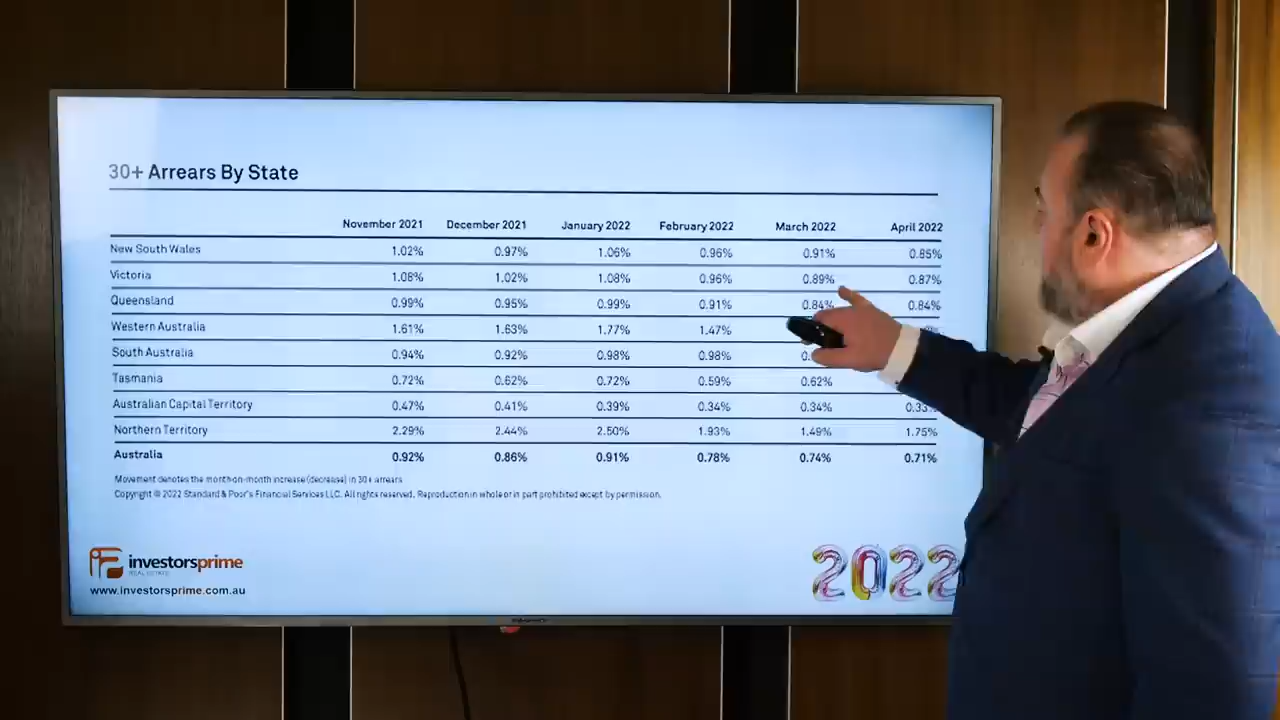 30+ Arrears By State
November 2021 December 2021 January 2022 February 2022 March 2022 April 2022
New South Wales 1.02% 0.97% 1.06% 0.96% 0.91% 0.85%
Victoria 1.08% 1.02% 1.08% 0.96% 0.89% 0.87%
Queensland 0.99% 0.95% 0.99% 0.91% 0.84% 0.84%
Western Australia 1.61% 1.63% 1.77% 1.47%
South Australia 0.94% 0.92% 0.98% 0.98%
Tasmania 0.72% 0.62% 0.72% 0.59% 0.62%
Australian Capital Territory 0.47% 0.41% 0.39% 0.34% 0.34% 0.33%
Northern Territory 2.29% 2.44% 2.50% 1.93% 1.49% 1.75%
Australia 0.92% 0.86% 0.91% 0.78% 0.74% 0.71%
Movement denotes the month-on-month increase (decrease) in 30+ arrears
Copyright © 2022 Standard & Poor's Financial Services LLC. All rights reserved. Reproduction in whole or in part prohibited except by permission.
investorsprime
REAL ESTATE
www.investorsprime.com.au
2022